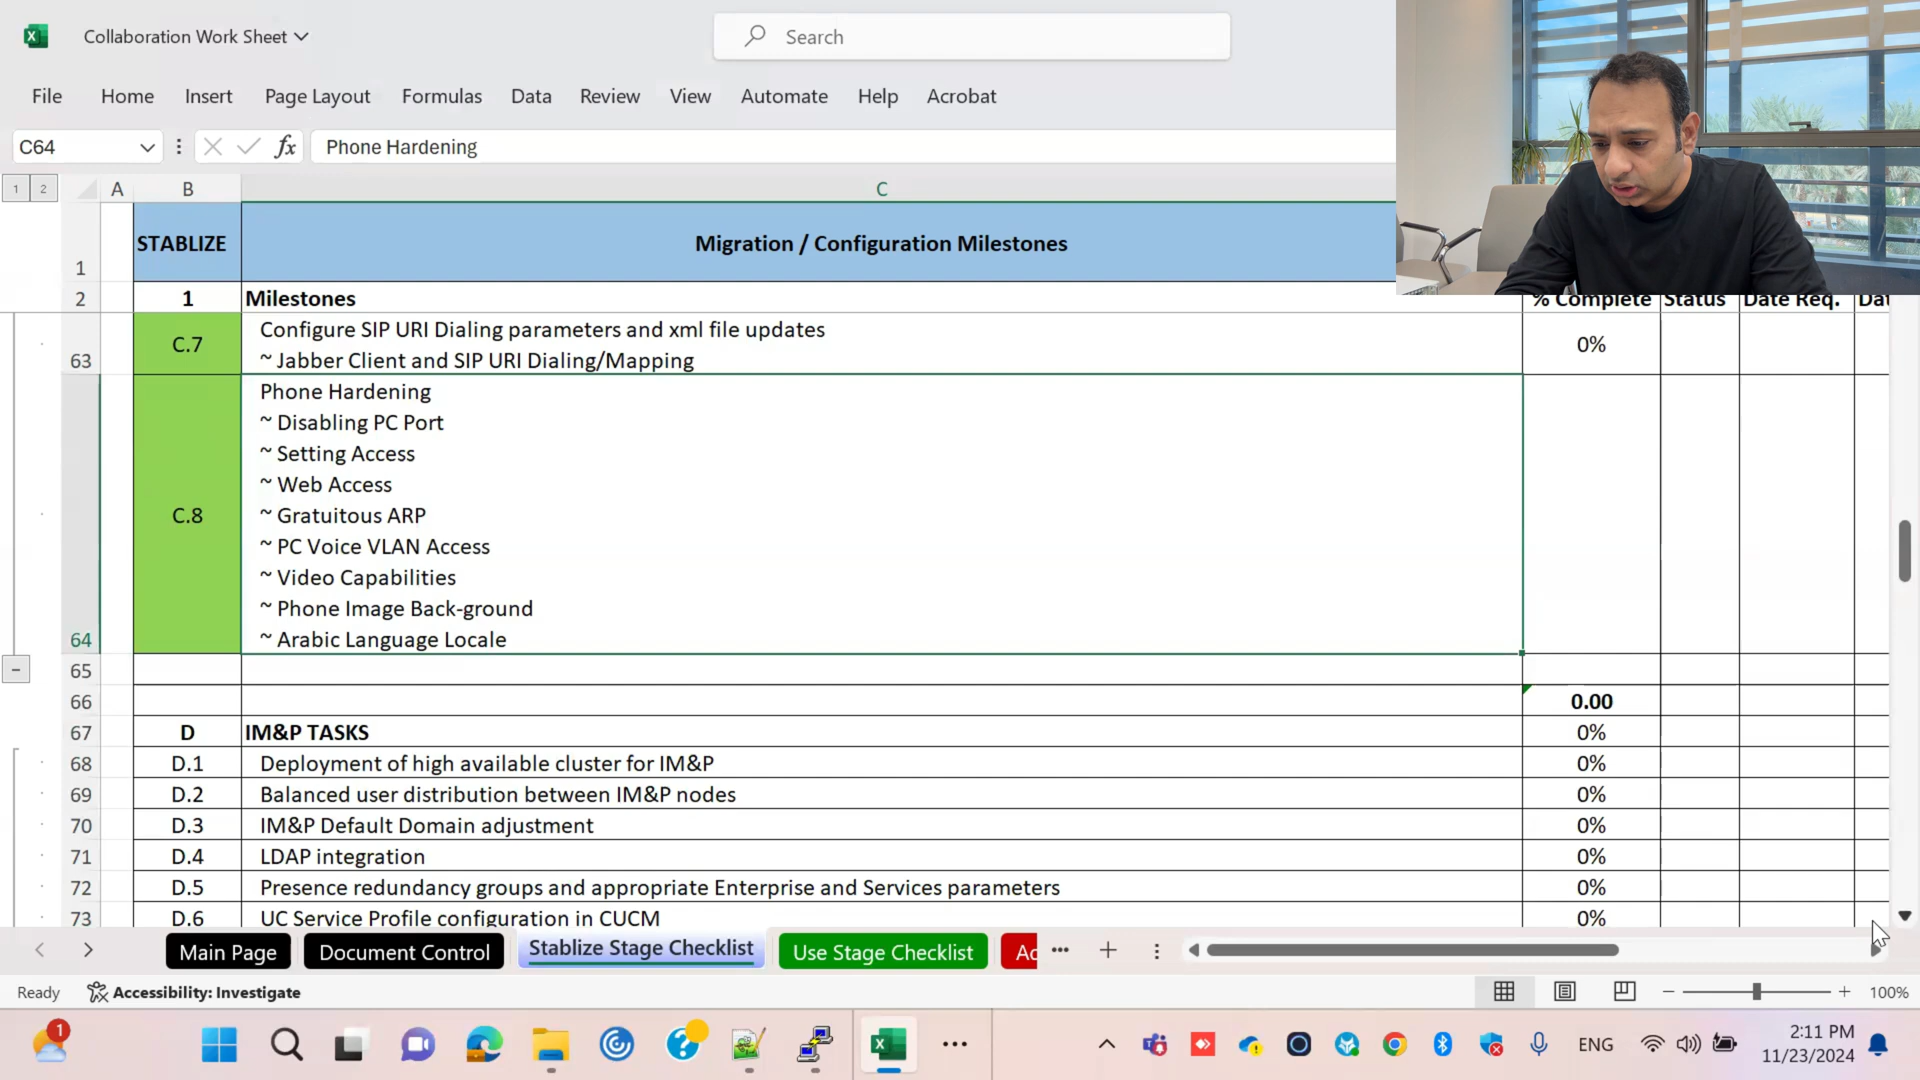 Collaboration Work Sheet
Search
File Home Insert Page Layout Formulas Data Review View Automate Help Acrobat
C64 fx Phone Hardening
1 2 A B C
1 STABLIZE Migration / Configuration Milestones
2 1 Milestones % Complete Status Date Req. Dat
63 C.7 Configure SIP URI Dialing parameters and xml file updates 0%
~ Jabber Client and SIP URI Dialing/Mapping
64 C.8 Phone Hardening
~ Disabling PC Port
~ Setting Access
~ Web Access
~ Gratuitous ARP
~ PC Voice VLAN Access
~ Video Capabilities
~ Phone Image Back-ground
~ Arabic Language Locale
65
66 0.00
67 D IM&P TASKS 0%
68 D.1 Deployment of high available cluster for IM&P 0%
69 D.2 Balanced user distribution between IM&P nodes 0%
70 D.3 IM&P Default Domain adjustment 0%
71 D.4 LDAP integration 0%
72 D.5 Presence redundancy groups and appropriate Enterprise and Services parameters 0%
73 D.6 UC Service Profile configuration in CUCM 0%
Main Page Document Control Stablize Stage Checklist Use Stage Checklist Ac
Ready Accessibility: Investigate 100%
1 ENG 2:11 PM
11/23/2024